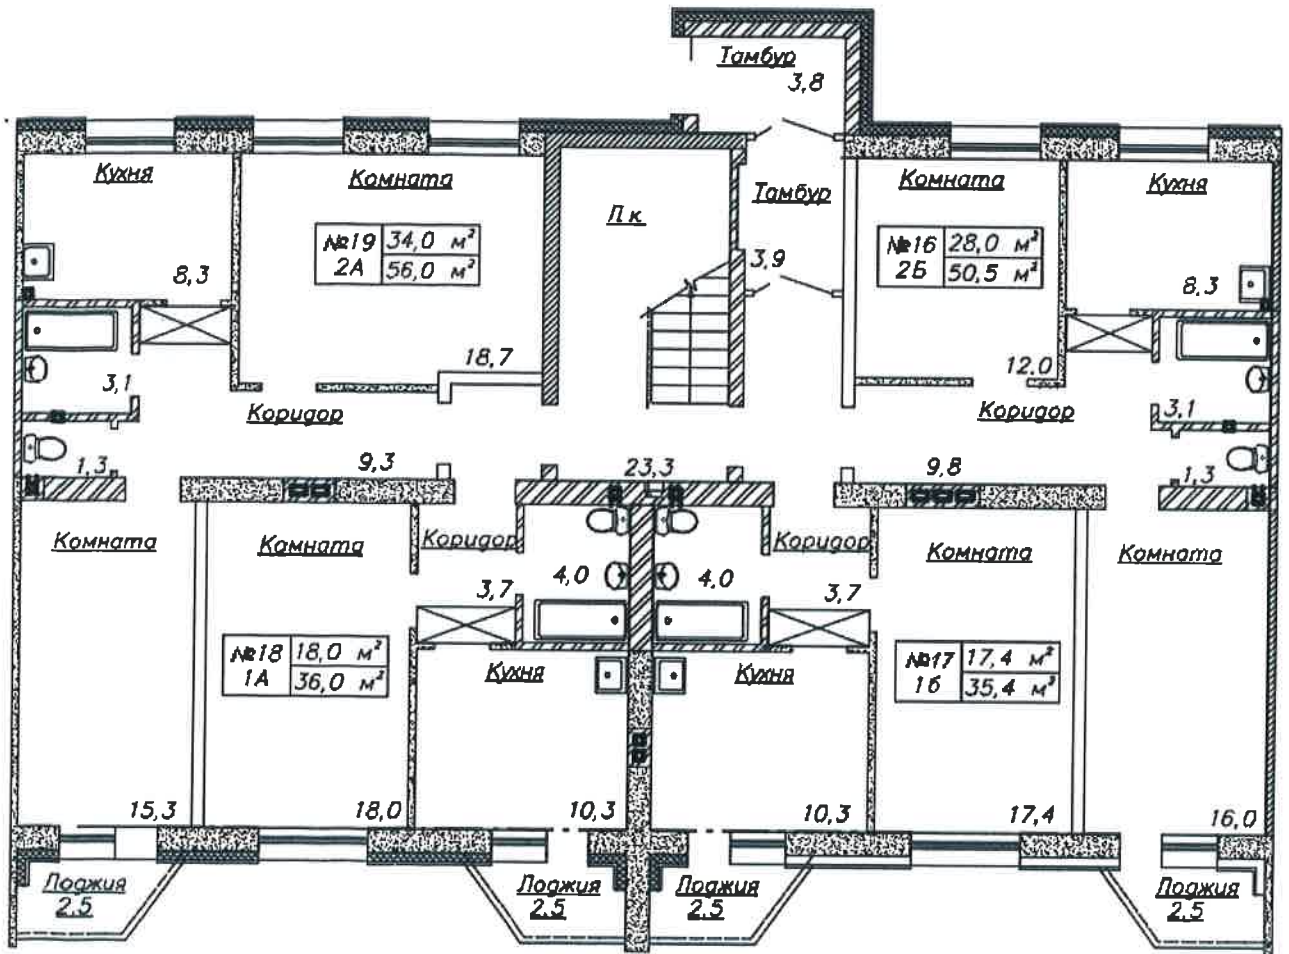 Тамбур
3,8
Кухня
Комната
№19 34,0 м²
2А 56,0 м²
8,3
18,7
3,1
1,3
Коридор
9,3
П.к.
Тамбур
3,9
23,3
Комната
Кухня
№16 28,0 м²
2Б 50,5 м²
8,3
12,0
3,1
1,3
Коридор
9,8
Комната
15,3
Комната
№18 18,0 м²
1А 36,0 м²
18,0
Коридор
3,7
4,0
Кухня
10,3
4,0
Коридор
3,7
Кухня
10,3
Комната
№17 17,4 м²
1б 35,4 м²
17,4
Комната
16,0
Лоджия
2,5
Лоджия
2,5
Лоджия
2,5
Лоджия
2,5